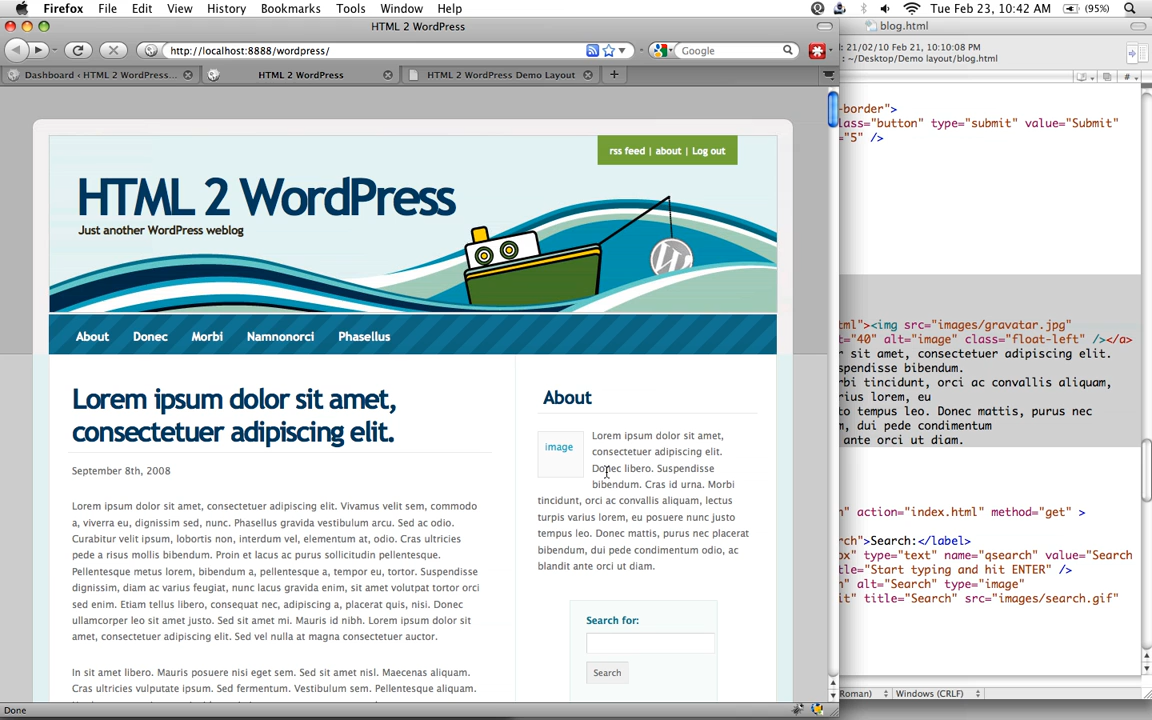 Firefox File Edit View History Bookmarks Tools Window Help
Tue Feb 23, 10:42 AM (95%)
HTML 2 WordPress
blog.html
21/02/10 Feb 21, 10:10:08 PM
: ~/Desktop/Demo layout/blog.html
http://localhost:8888/wordpress/
Google
Dashboard ‹ HTML 2 WordPress...
HTML 2 WordPress
HTML 2 WordPress Demo Layout
rss feed | about | Log out
HTML 2 WordPress
Just another WordPress weblog
About Donec Morbi Namnonorci Phasellus
Lorem ipsum dolor sit amet,
consectetuer adipiscing elit.
September 8th, 2008
Lorem ipsum dolor sit amet, consectetuer adipiscing elit. Vivamus velit sem, commodo
a, viverra eu, dignissim sed, nunc. Phasellus gravida vestibulum arcu. Sed ac odio.
Curabitur velit ipsum, lobortis non, interdum vel, elementum at, odio. Cras ultricies
pede a risus mollis bibendum. Proin et lacus ac purus sollicitudin pellentesque.
Pellentesque metus lorem, bibendum a, pellentesque a, tempor eu, tortor. Suspendisse
dignissim, diam ac varius feugiat, nunc lacus gravida enim, sit amet volutpat tortor orci
sed enim. Etiam tellus libero, consequat nec, adipiscing a, placerat quis, nisi. Donec
ullamcorper leo sit amet justo. Sed sit amet mi. Mauris id nibh. Lorem ipsum dolor sit
amet, consectetuer adipiscing elit. Sed vel nulla at magna consectetuer auctor.
In sit amet libero. Mauris posuere nisi eget sem. Sed sit amet nisl. Maecenas aliquam.
Cras ultricies vulputate ipsum. Sed fermentum. Vestibulum sem. Pellentesque aliquam.
About
image
Lorem ipsum dolor sit amet,
consectetuer adipiscing elit.
Donec libero. Suspendisse
bibendum. Cras id urna. Morbi
tincidunt, orci ac convallis aliquam, lectus
turpis varius lorem, eu posuere nunc justo
tempus leo. Donec mattis, purus nec placerat
bibendum, dui pede condimentum odio, ac
blandit ante orci ut diam.
Search for:
Search
-border">
lass="button" type="submit" value="Submit"
="5" />
ml"><img src="images/gravatar.jpg"
t="40" alt="image" class="float-left" /></a>
r sit amet, consectetuer adipiscing elit.
spendisse bibendum.
rbi tincidunt, orci ac convallis aliquam,
rius lorem, eu
o tempus leo. Donec mattis, purus nec
m, dui pede condimentum
ante orci ut diam.
h" action="index.html" method="get" >
rch">Search:</label>
ox" type="text" name="qsearch" value="Search
tle="Start typing and hit ENTER" />
n" alt="Search" type="image"
it" title="Search" src="images/search.gif"
Roman) Windows (CRLF)
Done